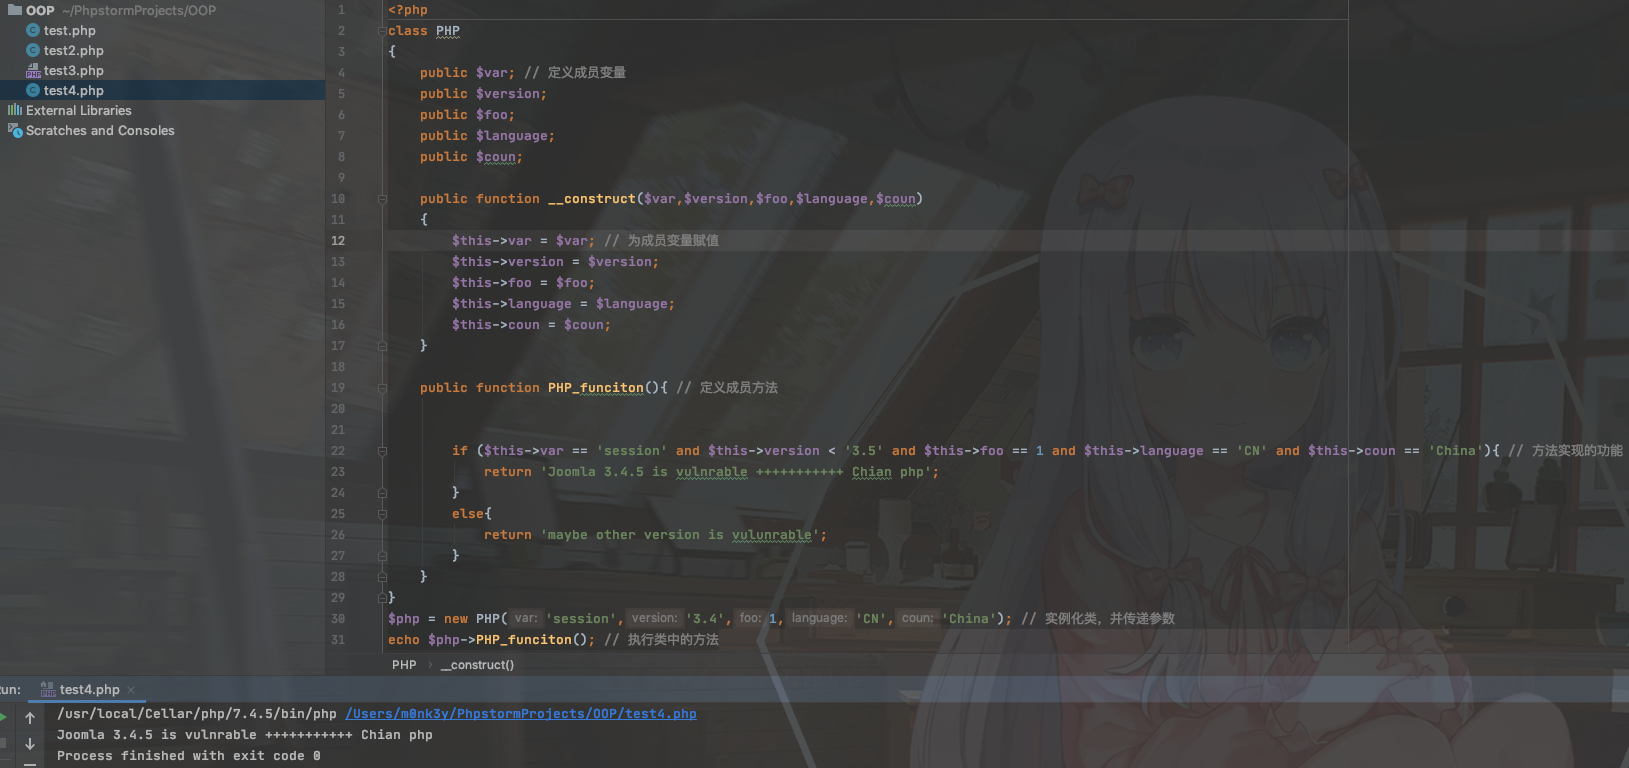 OOP ~/PhpstormProjects/OOP
test.php
test2.php
test3.php
test4.php
External Libraries
Scratches and Consoles
1 <?php
2 class PHP
3 {
4 public $var; // 定义成员变量
5 public $version;
6 public $foo;
7 public $language;
8 public $coun;
9
10 public function __construct($var,$version,$foo,$language,$coun)
11 {
12 $this->var = $var; // 为成员变量赋值
13 $this->version = $version;
14 $this->foo = $foo;
15 $this->language = $language;
16 $this->coun = $coun;
17 }
18
19 public function PHP_funciton(){ // 定义成员方法
20
21
22 if ($this->var == 'session' and $this->version < '3.5' and $this->foo == 1 and $this->language == 'CN' and $this->coun == 'China'){ // 方法实现的功能
23 return 'Joomla 3.4.5 is vulnrable +++++++++++ Chian php';
24 }
25 else{
26 return 'maybe other version is vulunrable';
27 }
28 }
29 }
30 $php = new PHP( var: 'session', version: '3.4', foo: 1, language: 'CN', coun: 'China'); // 实例化类，并传递参数
31 echo $php->PHP_funciton(); // 执行类中的方法
PHP › __construct()
un: test4.php ×
/usr/local/Cellar/php/7.4.5/bin/php /Users/m0nk3y/PhpstormProjects/OOP/test4.php
Joomla 3.4.5 is vulnrable +++++++++++ Chian php
Process finished with exit code 0